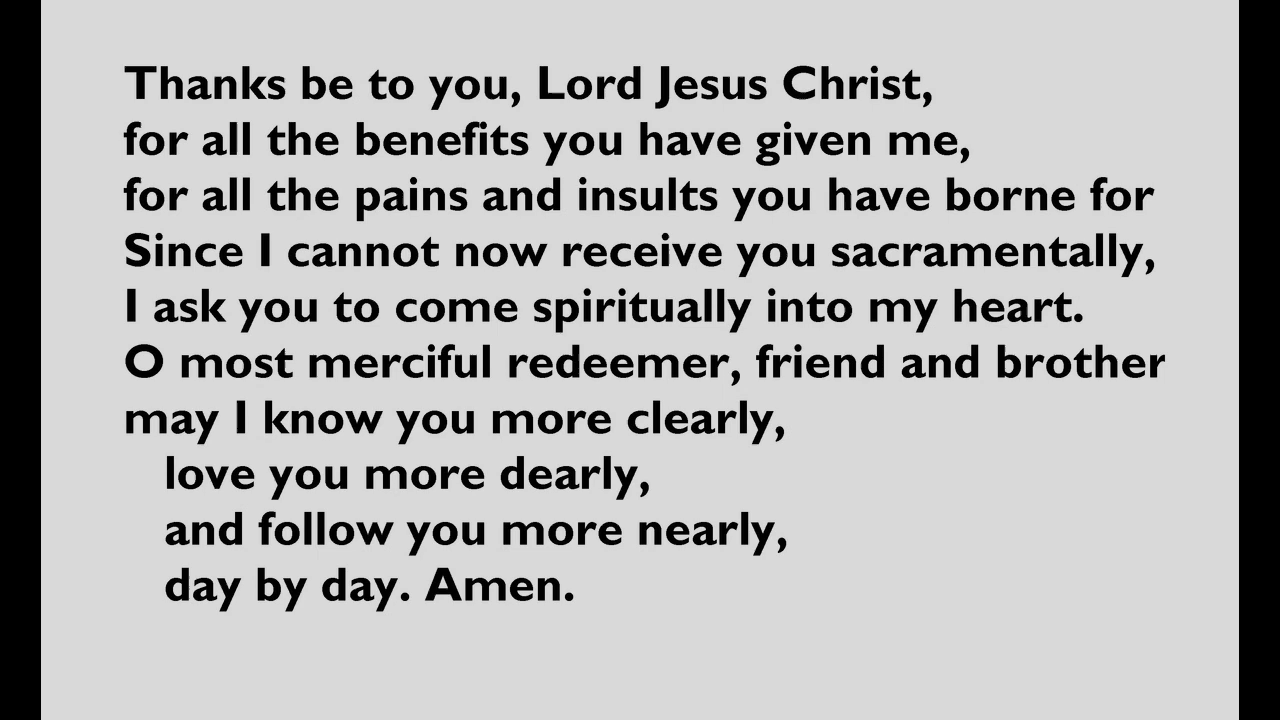 Thanks be to you, Lord Jesus Christ,
for all the benefits you have given me,
for all the pains and insults you have borne for
Since I cannot now receive you sacramentally,
I ask you to come spiritually into my heart.
O most merciful redeemer, friend and brother
may I know you more clearly,
love you more dearly,
and follow you more nearly,
day by day. Amen.